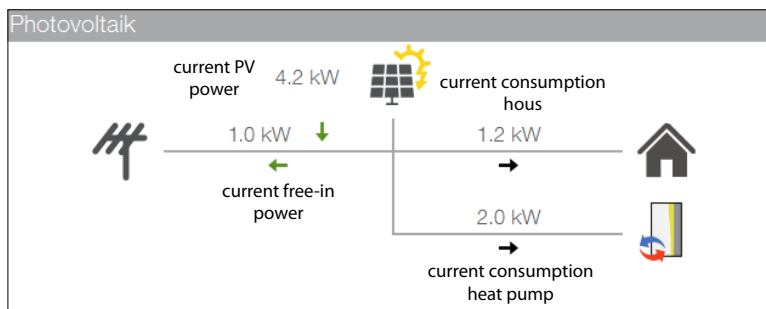 Photovoltaik
current PV
power
4.2 kW
current consumption
hous
1.0 kW
1.2 kW
current free-in
power
2.0 kW
current consumption
heat pump